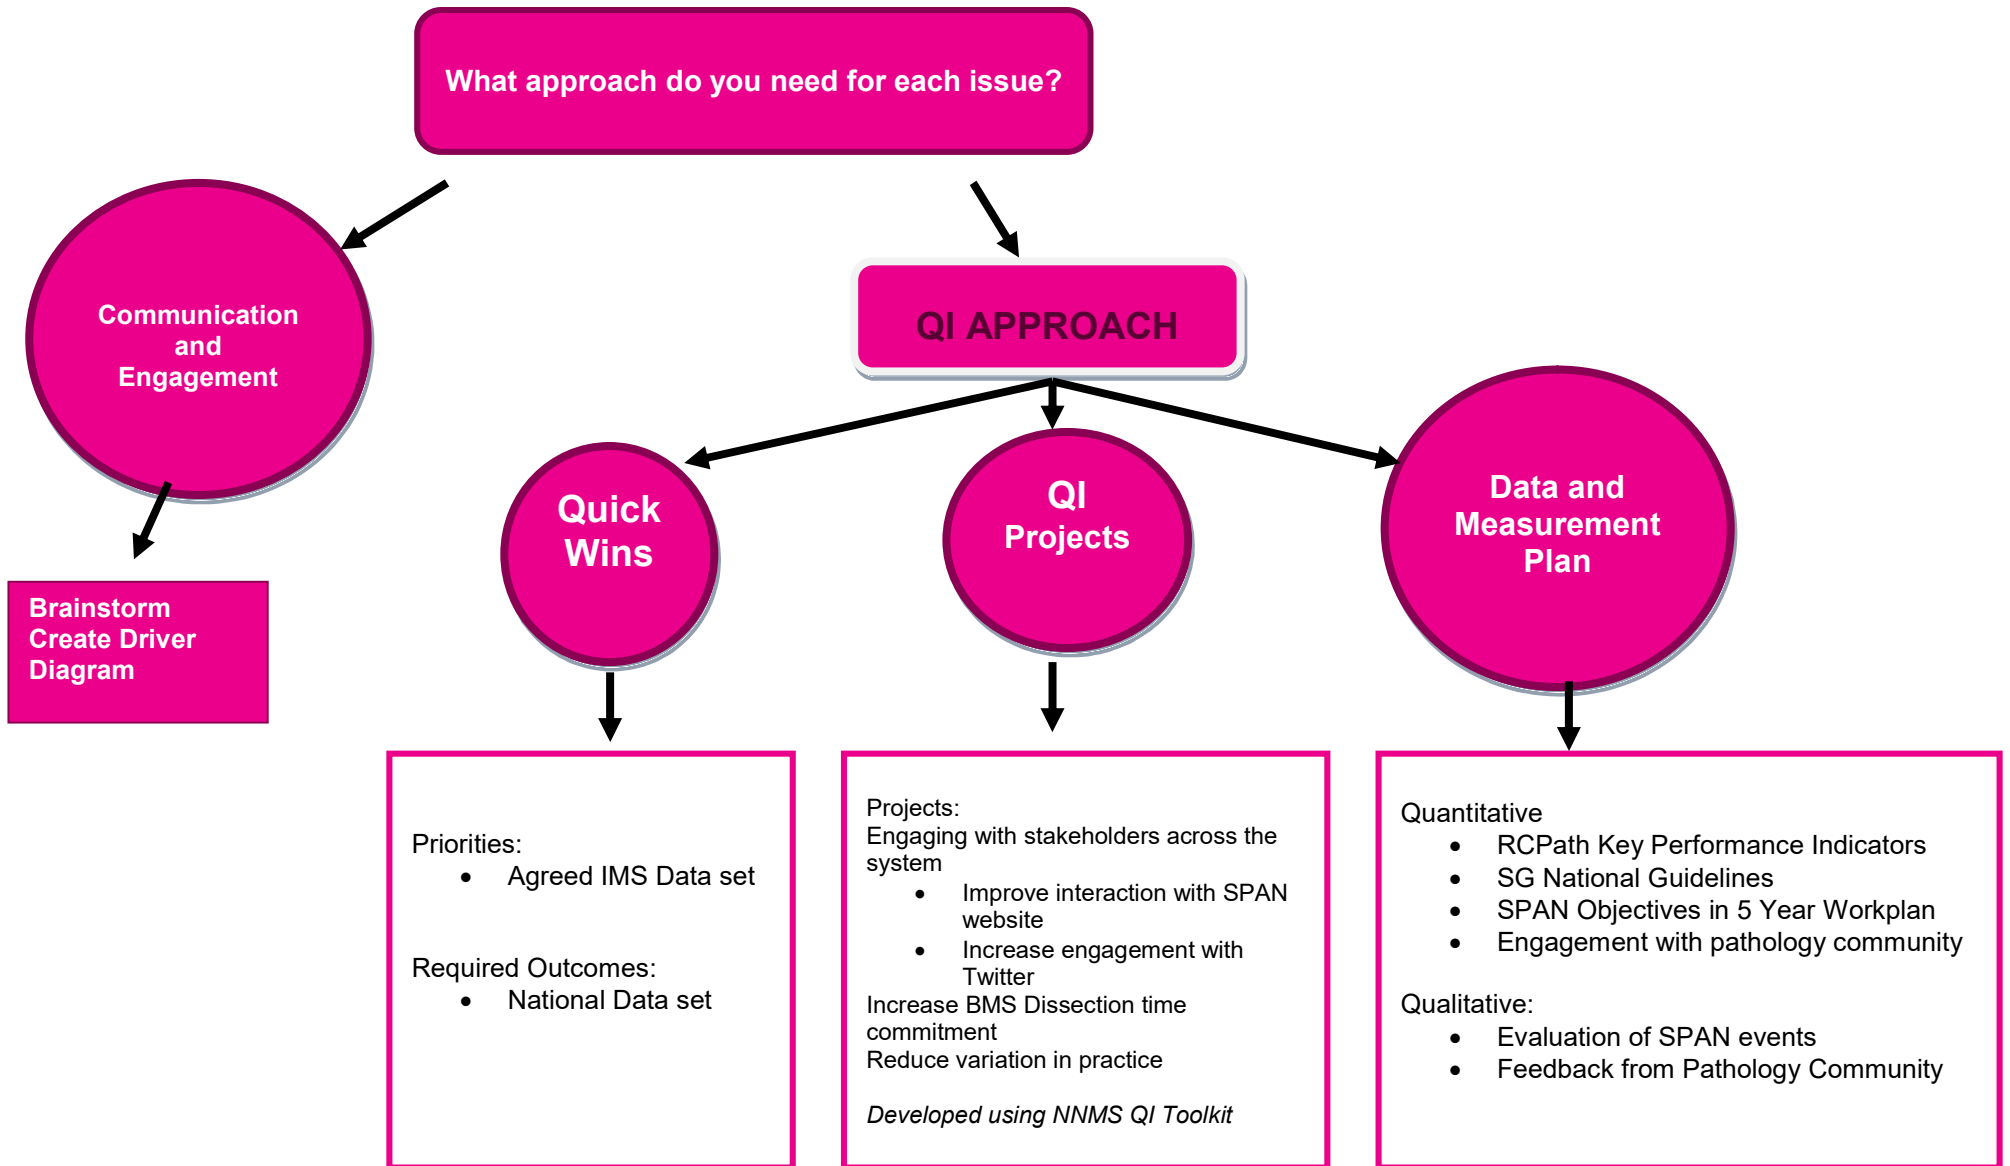 What approach do you need for each issue?
Communication
and
Engagement
QI APPROACH
Brainstorm
Create Driver
Diagram
Quick
Wins
QI
Projects
Data and
Measurement
Plan
Priorities:
• Agreed IMS Data set
Required Outcomes:
• National Data set
Projects:
Engaging with stakeholders across the
system
• Improve interaction with SPAN
website
• Increase engagement with
Twitter
Increase BMS Dissection time
commitment
Reduce variation in practice
Developed using NNMS QI Toolkit
Quantitative
• RCPath Key Performance Indicators
• SG National Guidelines
• SPAN Objectives in 5 Year Workplan
• Engagement with pathology community
Qualitative:
• Evaluation of SPAN events
• Feedback from Pathology Community